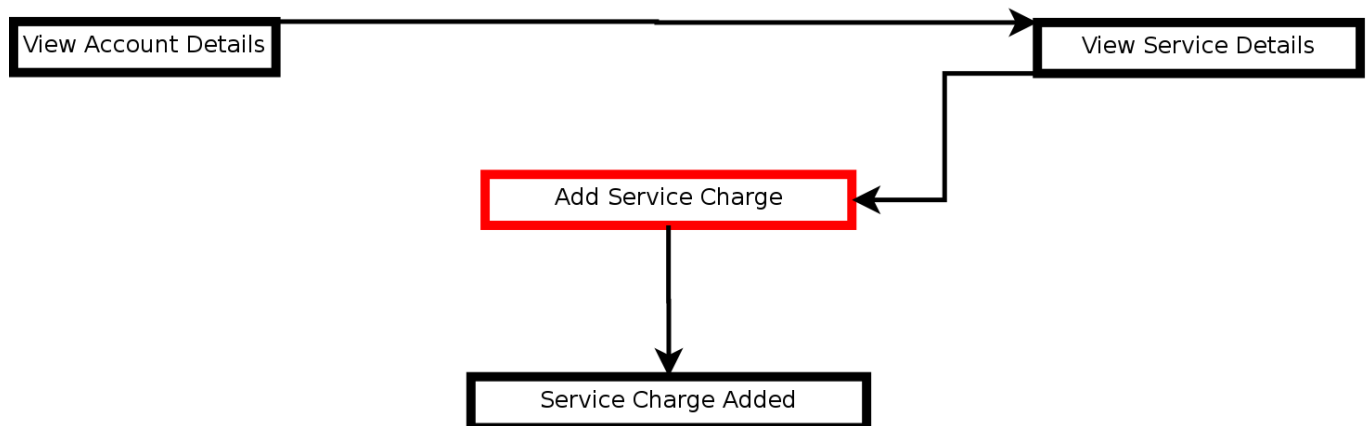 View Account Details
View Service Details
Add Service Charge
Service Charge Added